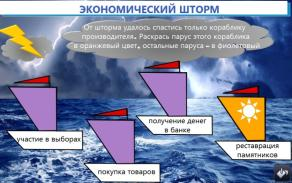 ЭКОНОМИЧЕСКИЙ ШТОРМ
От шторма удалось спастись только кораблику
производителя. Раскрась парус этого кораблика
в оранжевый цвет, остальные паруса – в фиолетовый
участие в выборах
покупка товаров
получение денег
в банке
реставрация
памятников